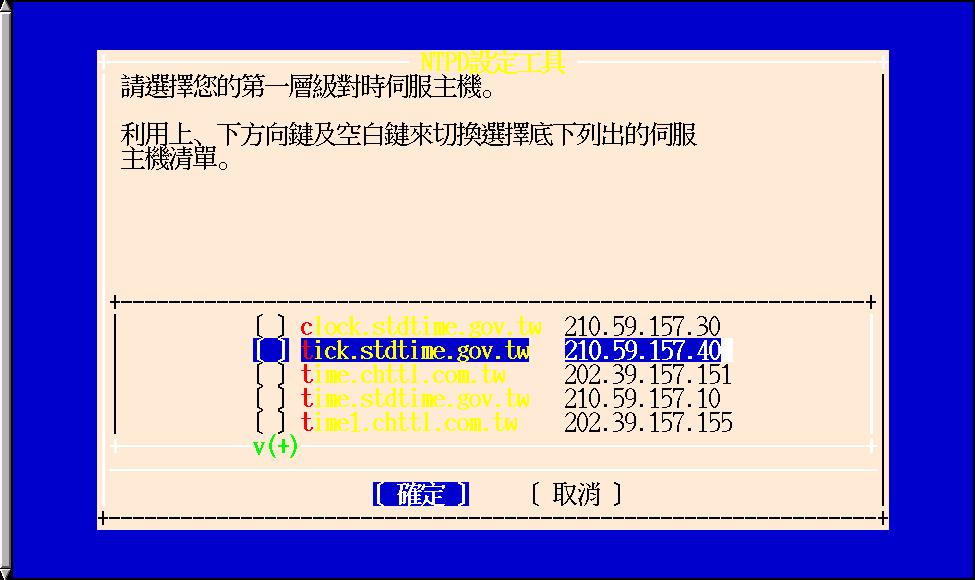 NTPD設定工具
請選擇您的第一層級對時伺服主機。
利用上、下方向鍵及空白鍵來切換選擇底下列出的伺服
主機清單。
[ ] clock.stdtime.gov.tw 210.59.157.30
[ ] tick.stdtime.gov.tw 210.59.157.40
[ ] time.chttl.com.tw 202.39.157.151
[ ] time.stdtime.gov.tw 210.59.157.10
[ ] time1.chttl.com.tw 202.39.157.155
v(+)
[ 確定 ] [ 取消 ]